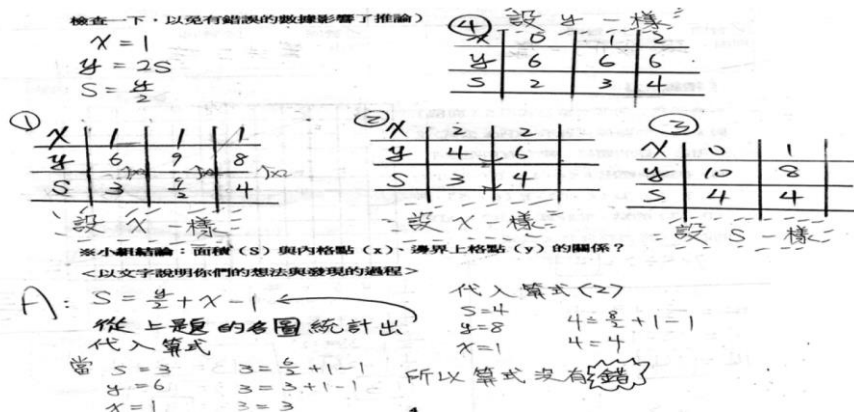 檢查一下，以免有錯誤的數據影響了推論）
x = 1
y = 2S
S = y/2
④ 設 y 一樣
x 0 1 2
y 6 6 6
S 2 3 4
①
x 1 1 1
y 6 9 8
S 3 7/2 4
設 x 一樣
②
x 2 2
y 4 6
S 3 4
設 x 一樣
③
x 0 1
y 10 8
S 4 4
設 S 一樣
※小組結論：面積（S）與內格點（x）、邊界上格點（y）的關係？
＜以文字說明你們的想法與發現的過程＞
A： S = y/2 + x - 1
從上題的各圖統計出
代入算式
當 S = 3 3 = 6/2 + 1 - 1
y = 6 3 = 3 + 1 - 1
x = 1 3 = 3
代入算式(2)
S = 4
y = 8 4 = 8/2 + 1 - 1
x = 1 4 = 4
所以算式沒有錯